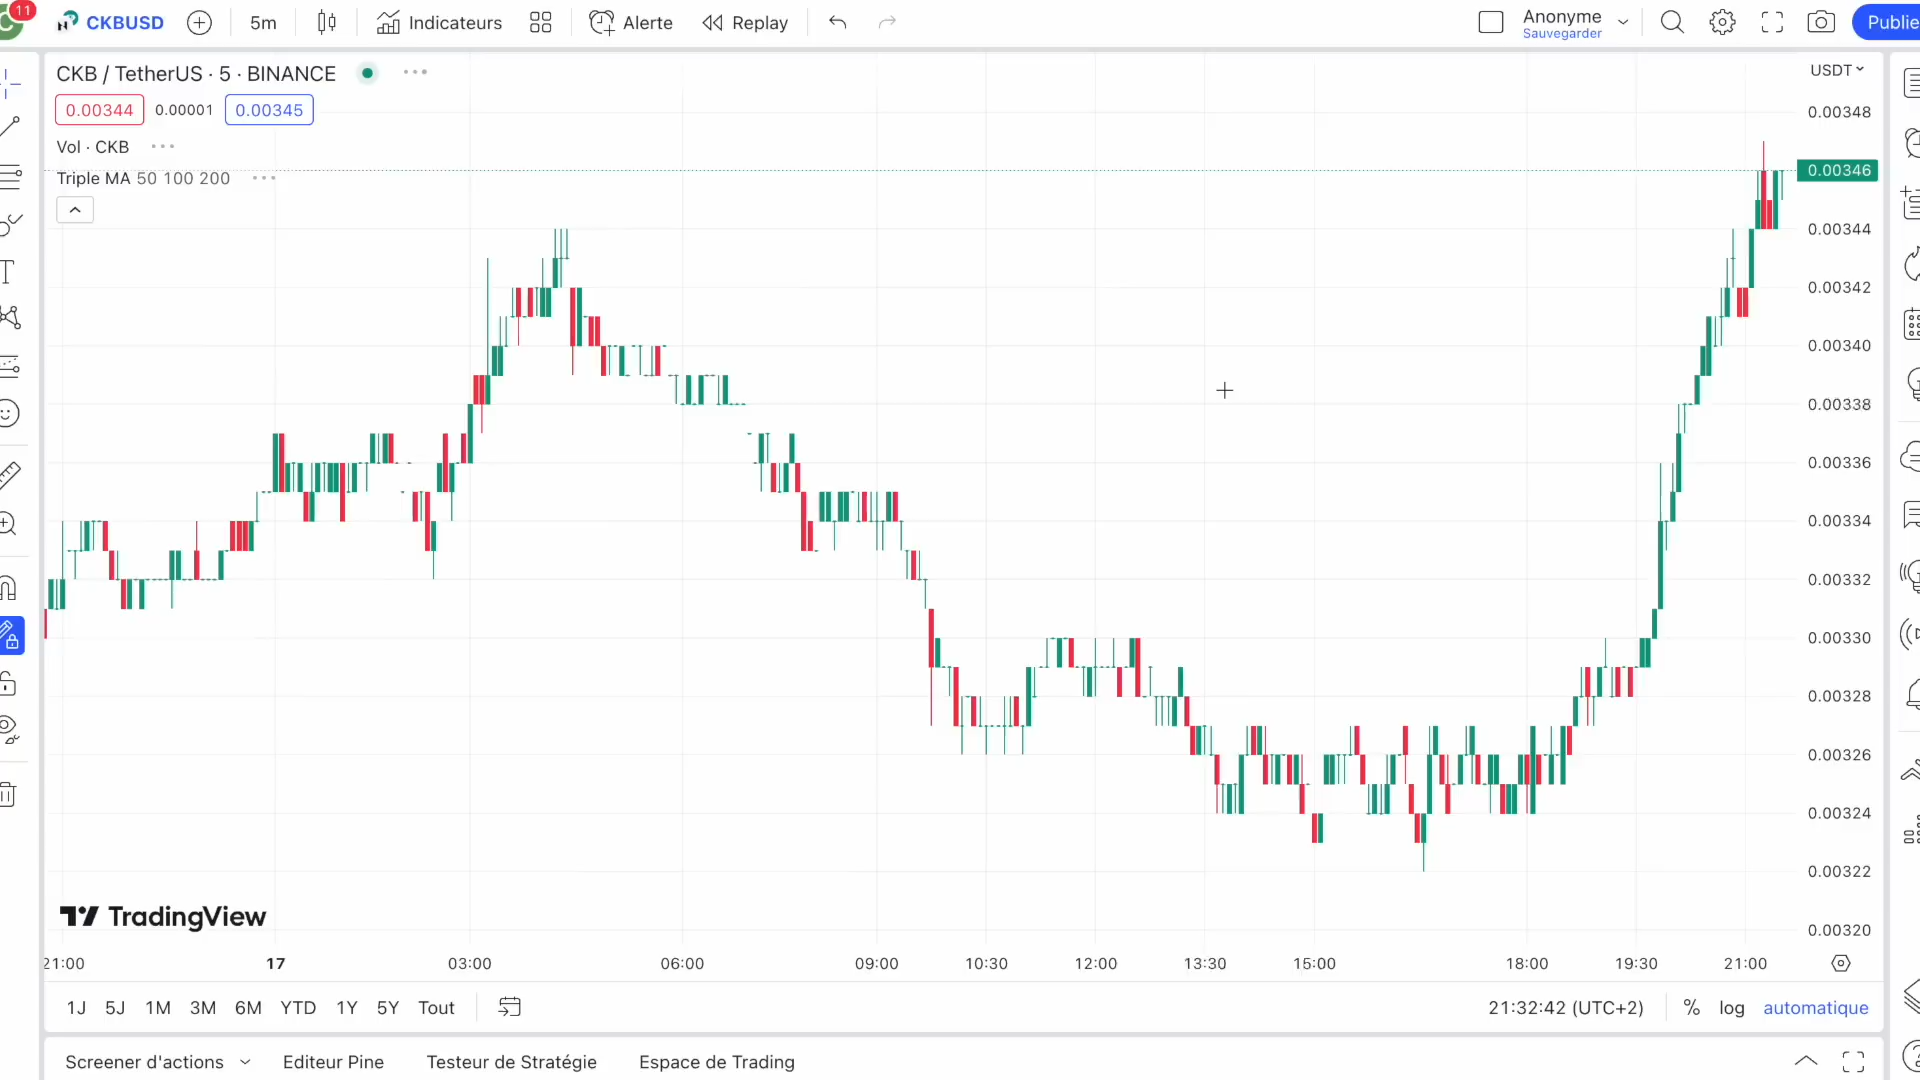 11
CKBUSD
5m
Indicateurs
Alerte
Replay
Anonyme
Sauvegarder
Publie
CKB / TetherUS · 5 · BINANCE
USDT
0.00344
0.00001
0.00345
Vol · CKB
Triple MA 50 100 200
0.00348
0.00346
0.00344
0.00342
0.00340
0.00338
0.00336
0.00334
0.00332
0.00330
0.00328
0.00326
0.00324
0.00322
0.00320
TradingView
21:00
17
03:00
06:00
09:00
10:30
12:00
13:30
15:00
18:00
19:30
21:00
1J
5J
1M
3M
6M
YTD
1Y
5Y
Tout
21:32:42 (UTC+2)
%
log
automatique
Screener d'actions
Editeur Pine
Testeur de Stratégie
Espace de Trading